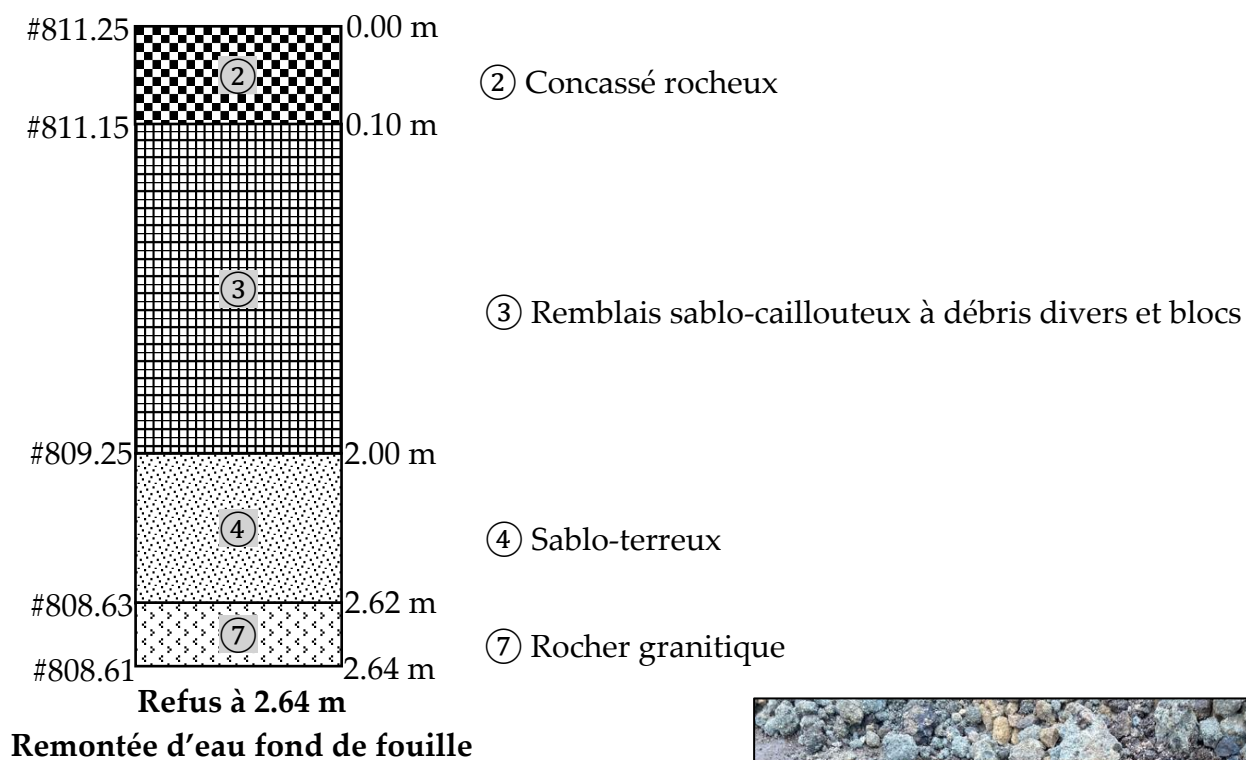 #811.25 0.00 m
② ② Concassé rocheux
#811.15 0.10 m
③ ③ Remblais sablo-caillouteux à débris divers et blocs
#809.25 2.00 m
④ ④ Sablo-terreux
#808.63 2.62 m
⑦ ⑦ Rocher granitique
#808.61 2.64 m
Refus à 2.64 m
Remontée d’eau fond de fouille